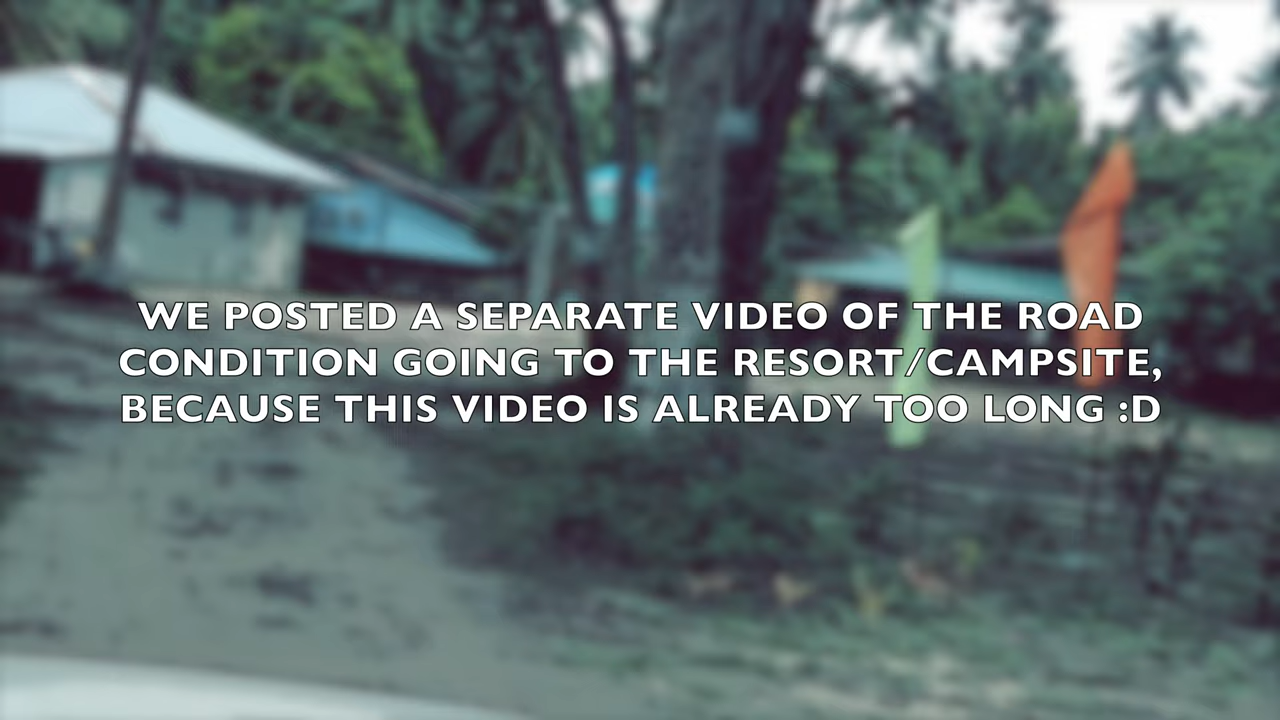 WE POSTED A SEPARATE VIDEO OF THE ROAD
CONDITION GOING TO THE RESORT/CAMPSITE,
BECAUSE THIS VIDEO IS ALREADY TOO LONG :D